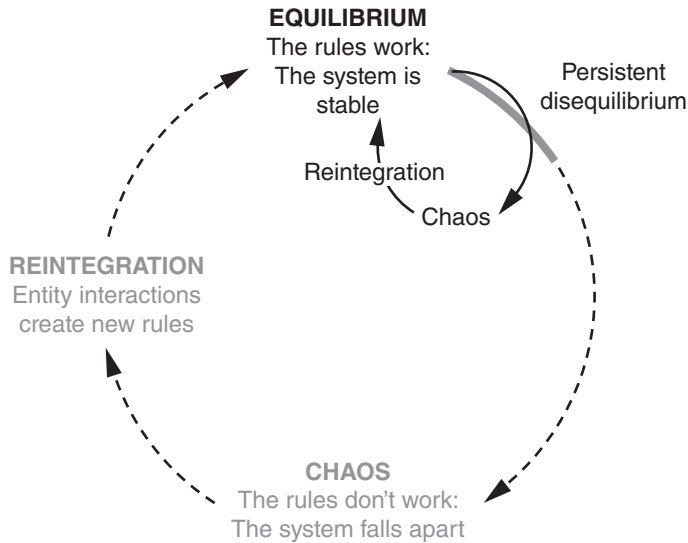 EQUILIBRIUM
The rules work:
The system is
stable
Persistent
disequilibrium
Reintegration
Chaos
REINTEGRATION
Entity interactions
create new rules
CHAOS
The rules don't work:
The system falls apart